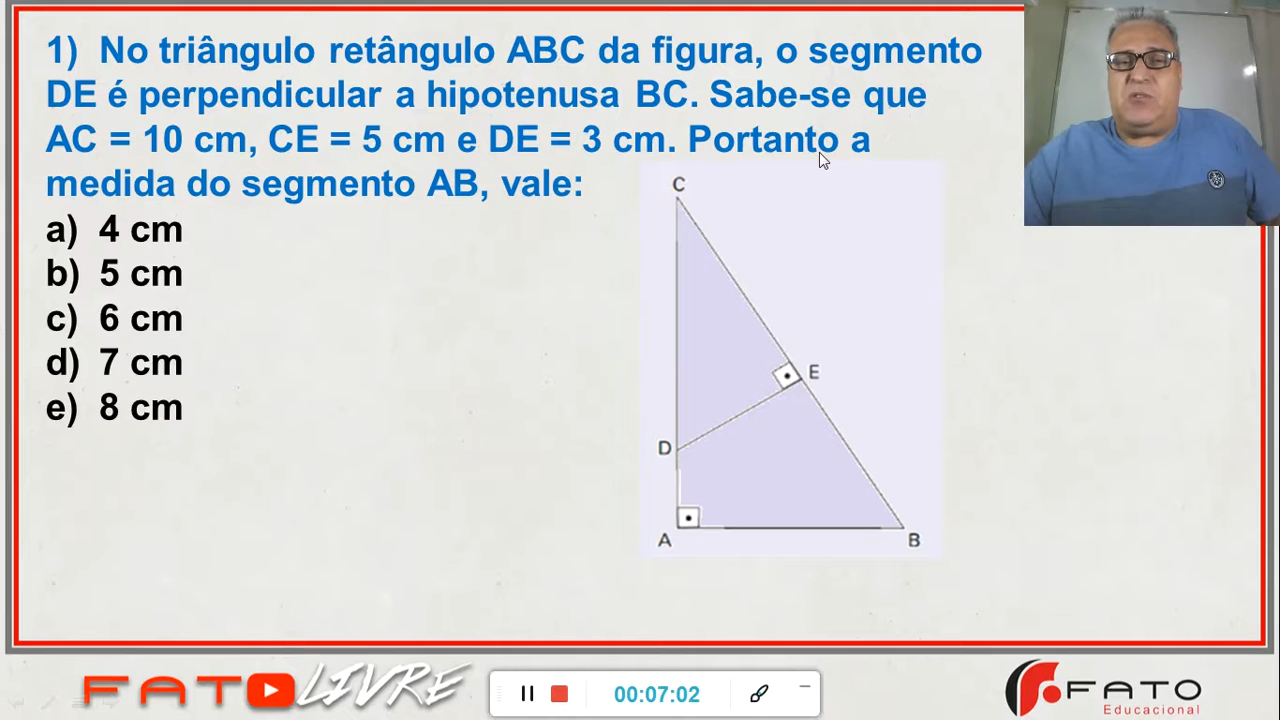 1) No triângulo retângulo ABC da figura, o segmento
DE é perpendicular a hipotenusa BC. Sabe-se que
AC = 10 cm, CE = 5 cm e DE = 3 cm. Portanto a
medida do segmento AB, vale:
a) 4 cm
b) 5 cm
c) 6 cm
d) 7 cm
e) 8 cm
C
E
D
A
B
FATO LIVRE
00:07:02
FATO
Educacional